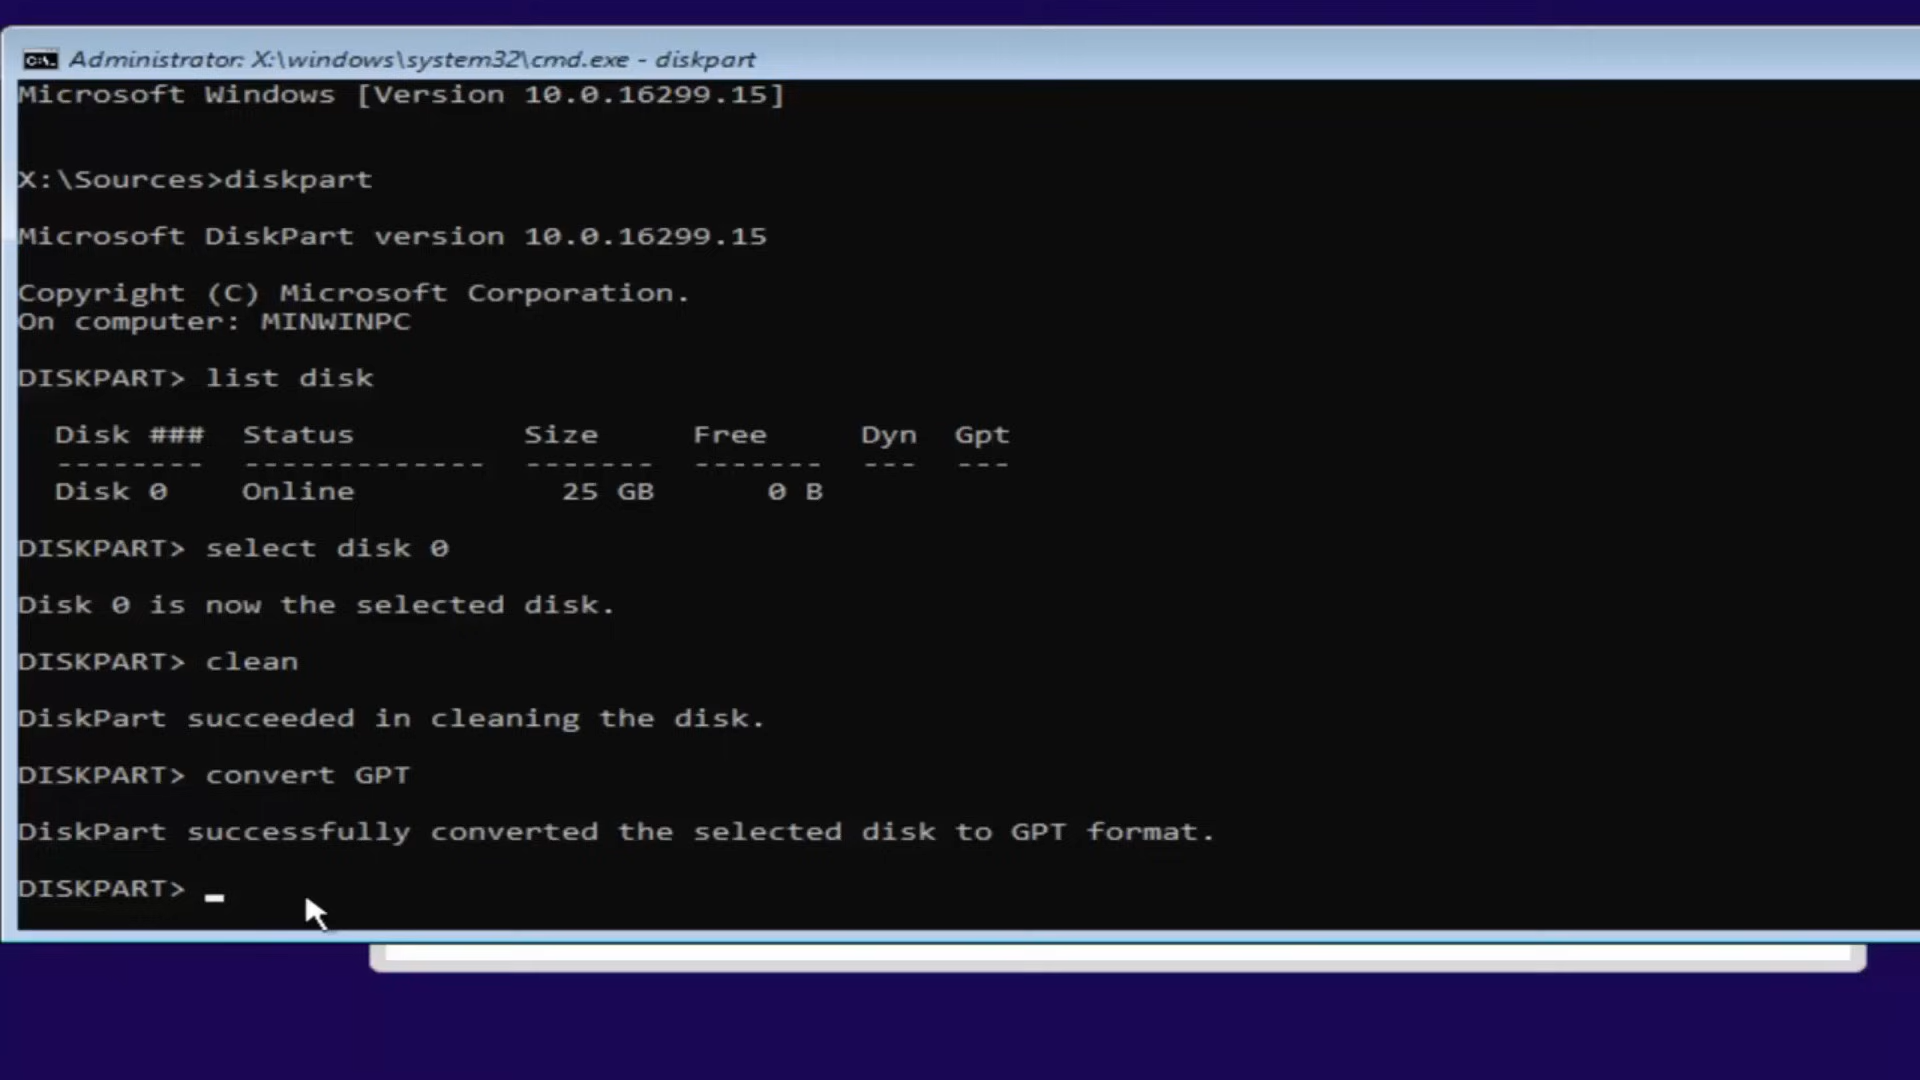 Administrator: X:\windows\system32\cmd.exe - diskpart
Microsoft Windows [Version 10.0.16299.15]
X:\Sources>diskpart
Microsoft DiskPart version 10.0.16299.15
Copyright (C) Microsoft Corporation.
On computer: MINWINPC
DISKPART> list disk
Disk ###  Status         Size     Free     Dyn  Gpt
--------  -------------  -------  -------  ---  ---
Disk 0    Online           25 GB      0 B
DISKPART> select disk 0
Disk 0 is now the selected disk.
DISKPART> clean
DiskPart succeeded in cleaning the disk.
DISKPART> convert GPT
DiskPart successfully converted the selected disk to GPT format.
DISKPART> _